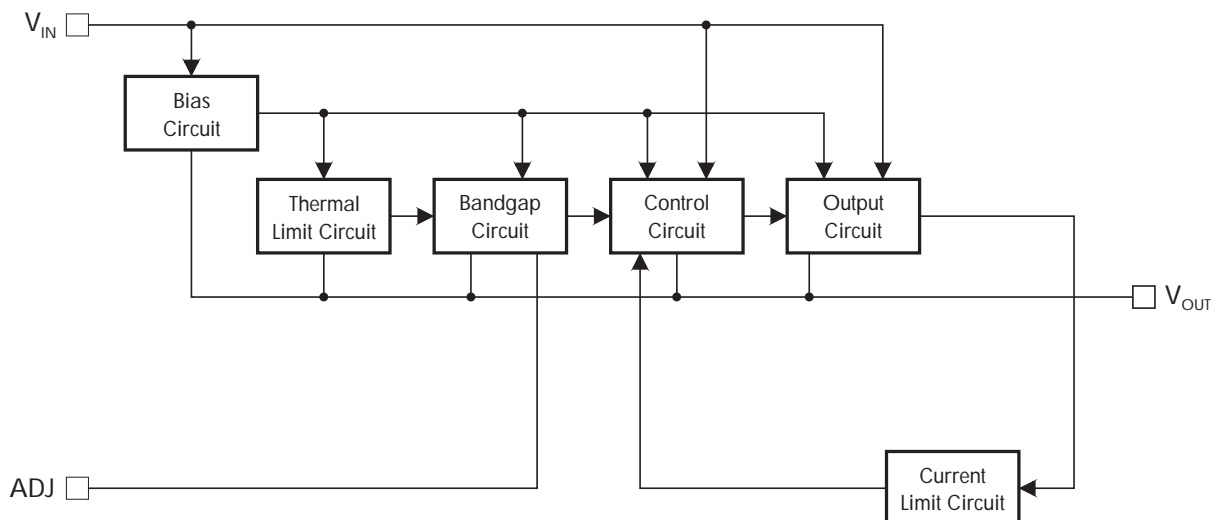 VIN
Bias
Circuit
Thermal
Limit Circuit
Bandgap
Circuit
Control
Circuit
Output
Circuit
VOUT
ADJ
Current
Limit Circuit